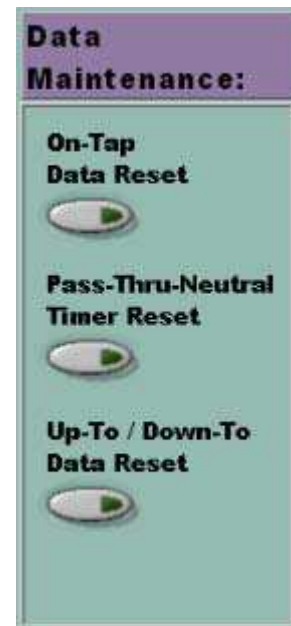 Data
Maintenance:
On-Tap
Data Reset
Pass-Thru-Neutral
Timer Reset
Up-To / Down-To
Data Reset